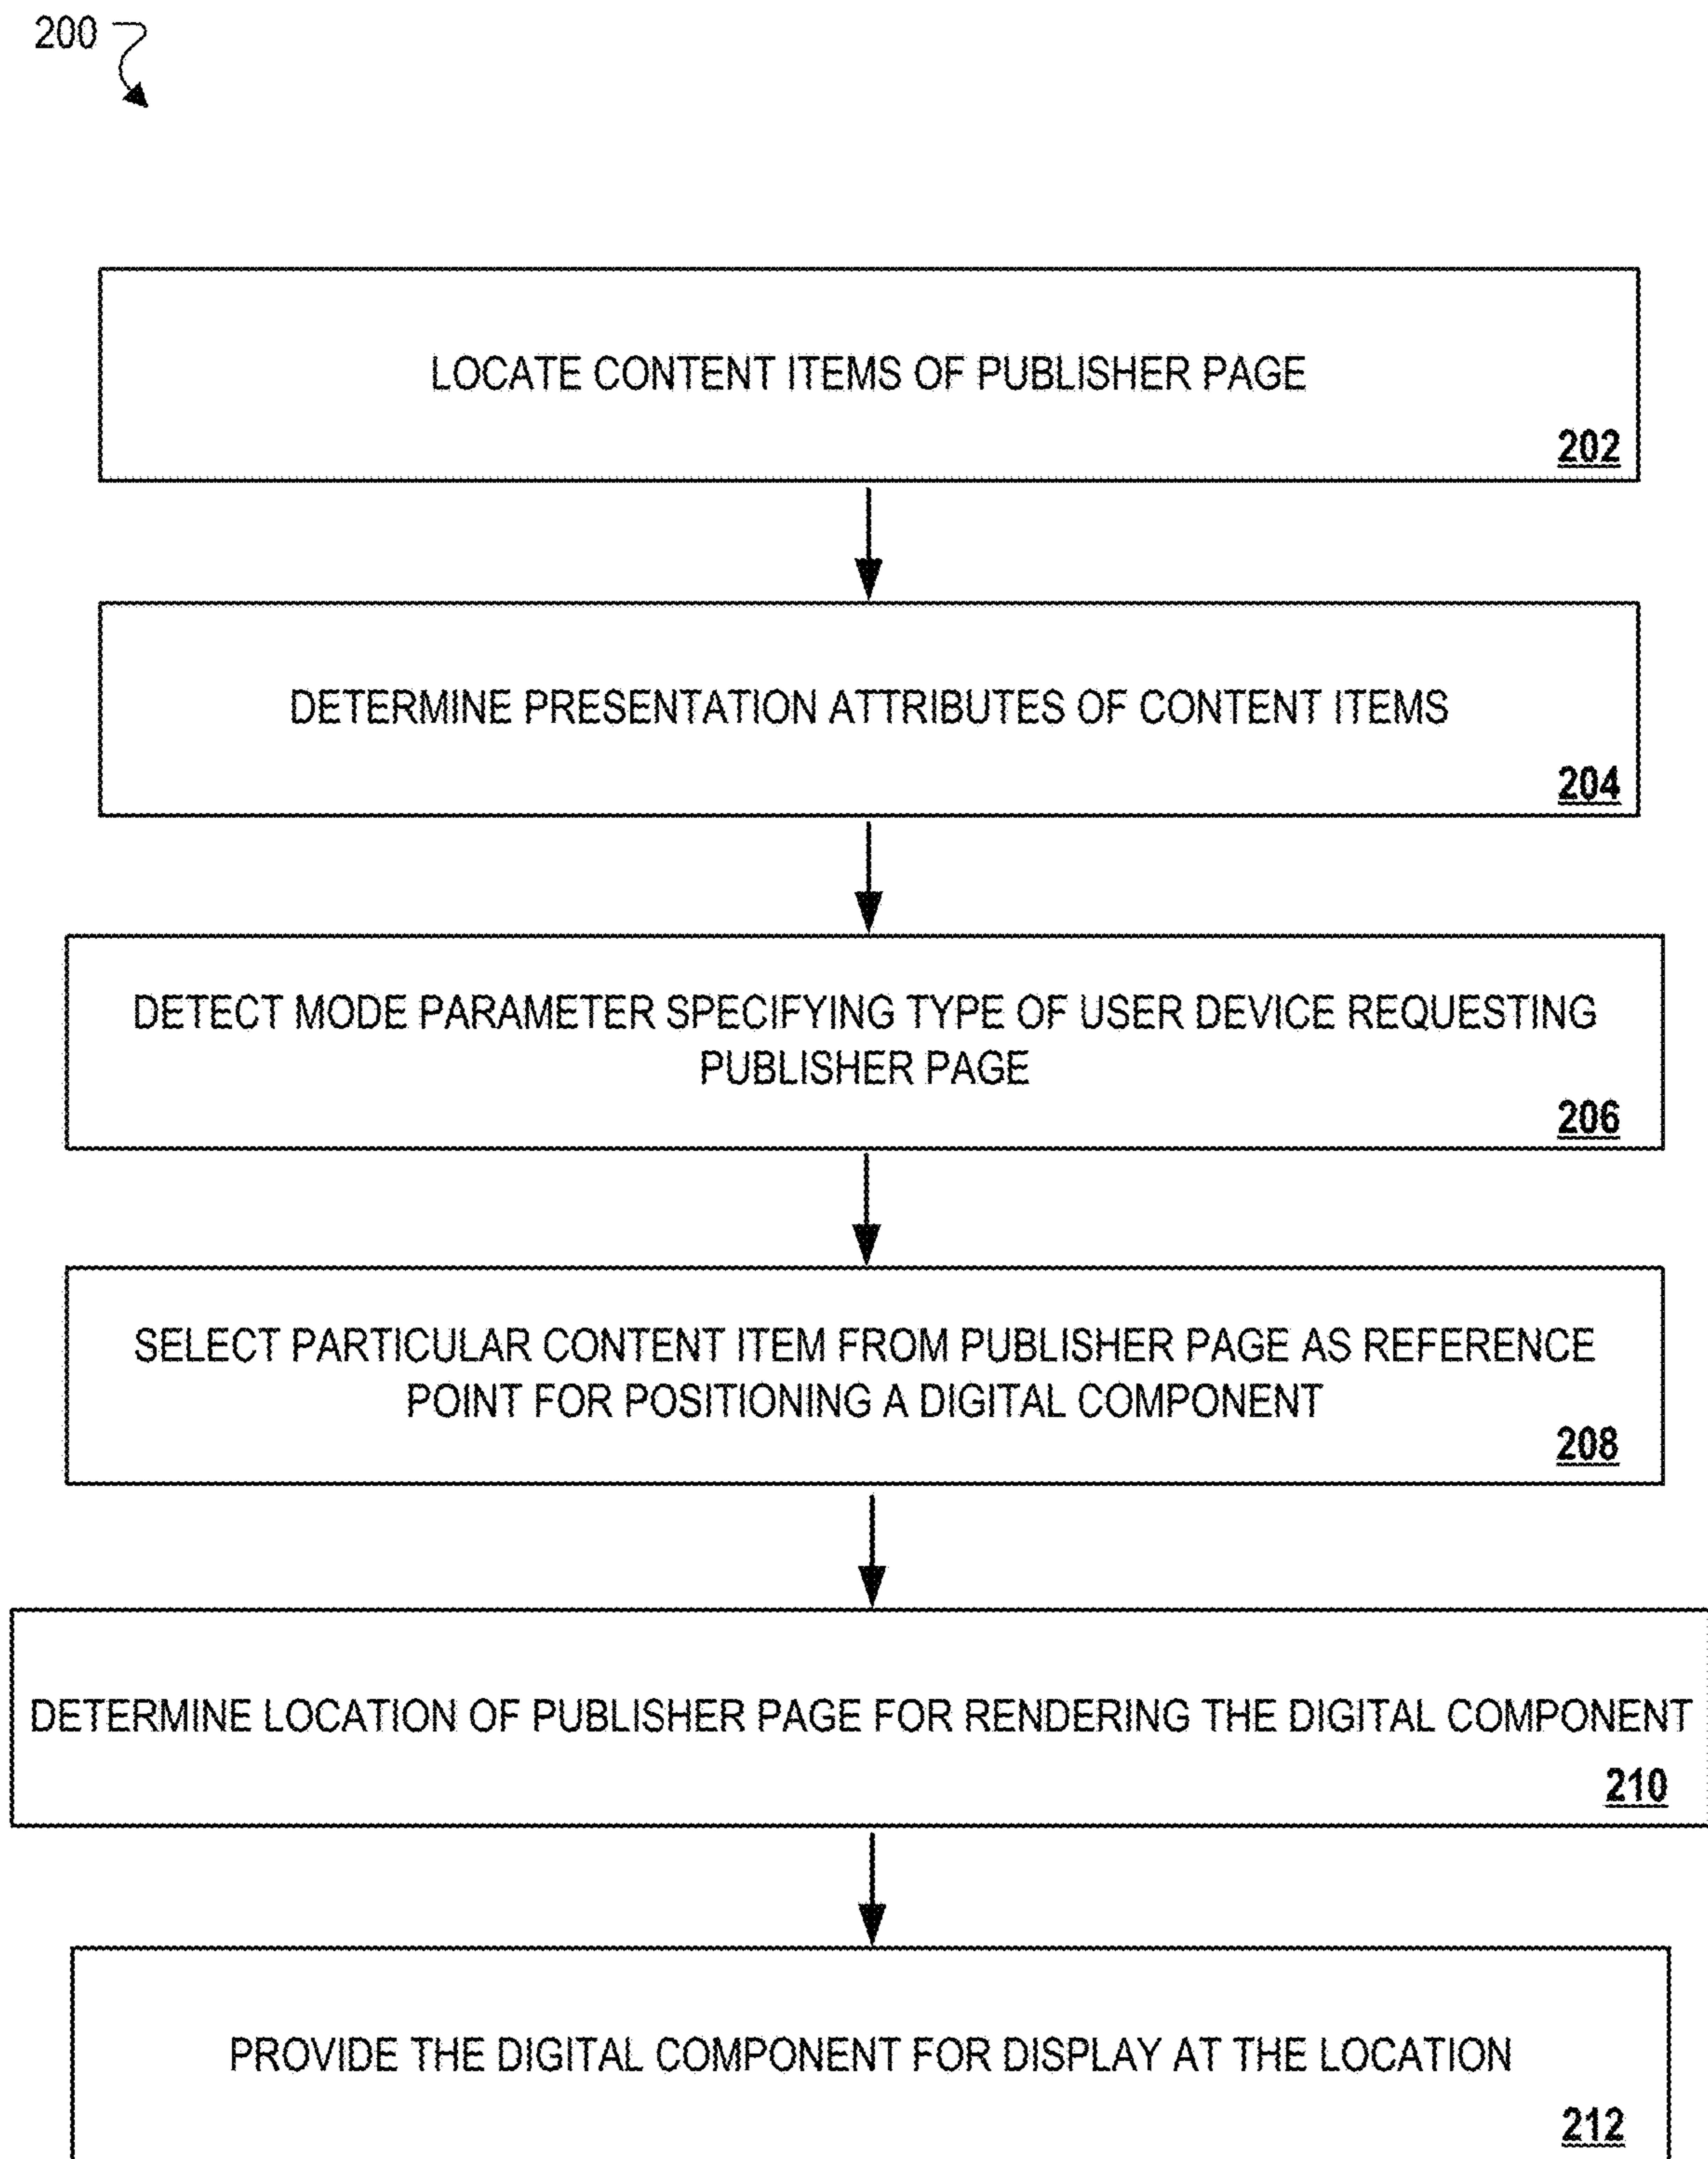 200
LOCATE CONTENT ITEMS OF PUBLISHER PAGE
202
DETERMINE PRESENTATION ATTRIBUTES OF CONTENT ITEMS
204
DETECT MODE PARAMETER SPECIFYING TYPE OF USER DEVICE REQUESTING
PUBLISHER PAGE
206
SELECT PARTICULAR CONTENT ITEM FROM PUBLISHER PAGE AS REFERENCE
POINT FOR POSITIONING A DIGITAL COMPONENT
208
DETERMINE LOCATION OF PUBLISHER PAGE FOR RENDERING THE DIGITAL COMPONENT
210
PROVIDE THE DIGITAL COMPONENT FOR DISPLAY AT THE LOCATION
212